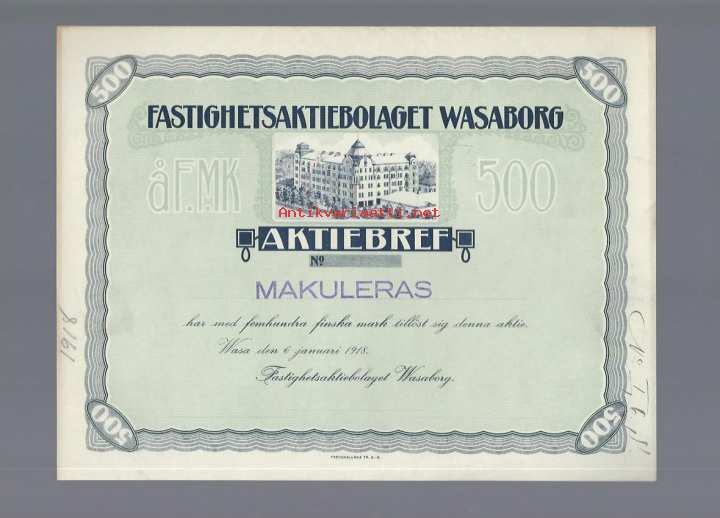 500 500
FASTIGHETSAKTIEBOLAGET WASABORG
åF.MK 500
Antikvariaatti.net
AKTIEBREF
No
MAKULERAS
har med femhundra finska mark tillöst sig denna aktie.
Wasa den 6 januari 1918.
Fastighetsaktiebolaget Wasaborg.
1918
500 500